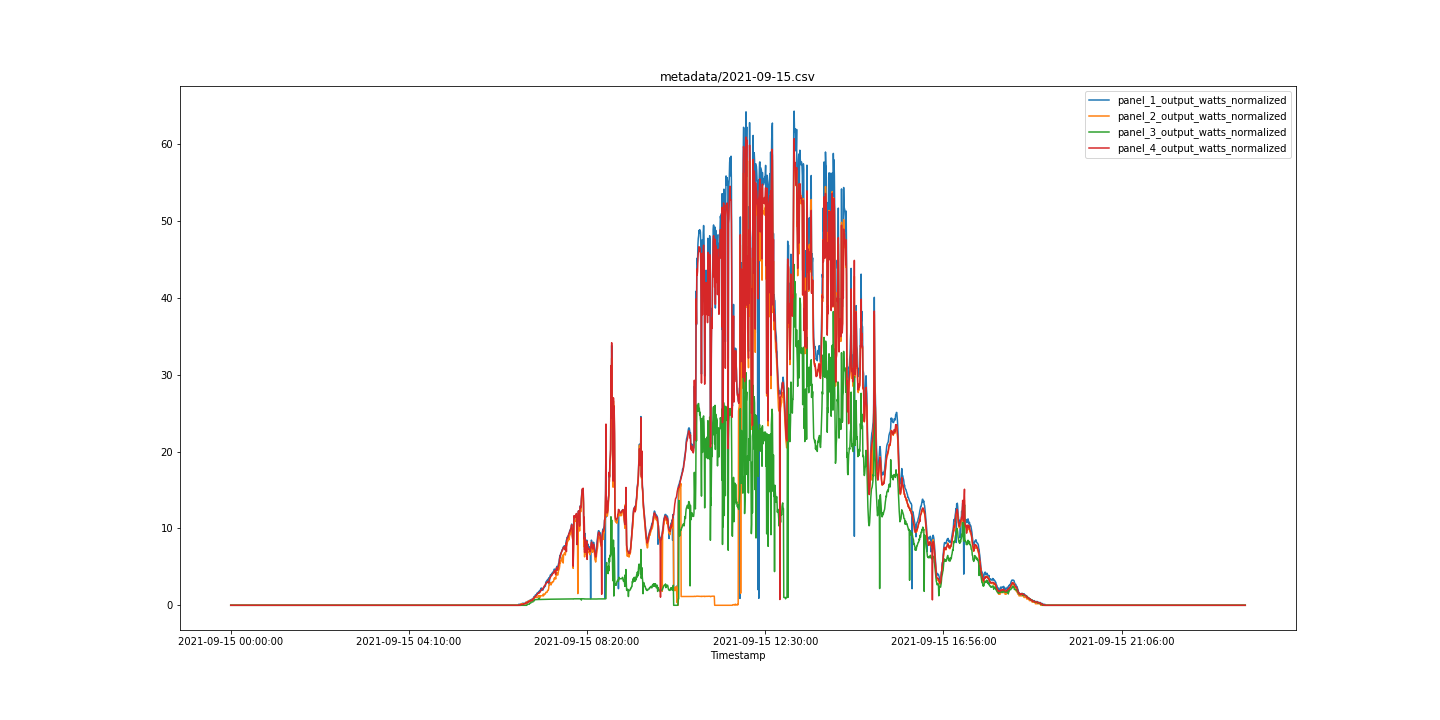 metadata/2021-09-15.csv
panel_1_output_watts_normalized
panel_2_output_watts_normalized
panel_3_output_watts_normalized
panel_4_output_watts_normalized
60
50
40
30
20
10
0
2021-09-15 00:00:00 2021-09-15 04:10:00 2021-09-15 08:20:00 2021-09-15 12:30:00 2021-09-15 16:56:00 2021-09-15 21:06:00
Timestamp